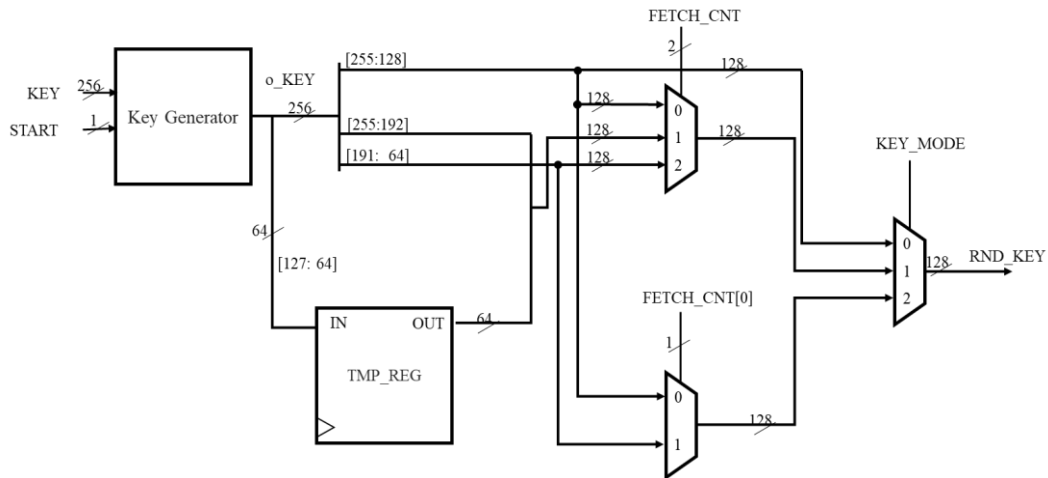 FETCH_CNT
2
[255:128]
128
o_KEY
KEY
256
Key Generator
256
128
0
START
1
[255:192]
128
1
128
[191: 64]
128
2
KEY_MODE
64
[127: 64]
0
128
RND_KEY
1
2
FETCH_CNT[0]
IN
OUT
64
1
TMP_REG
0
128
1